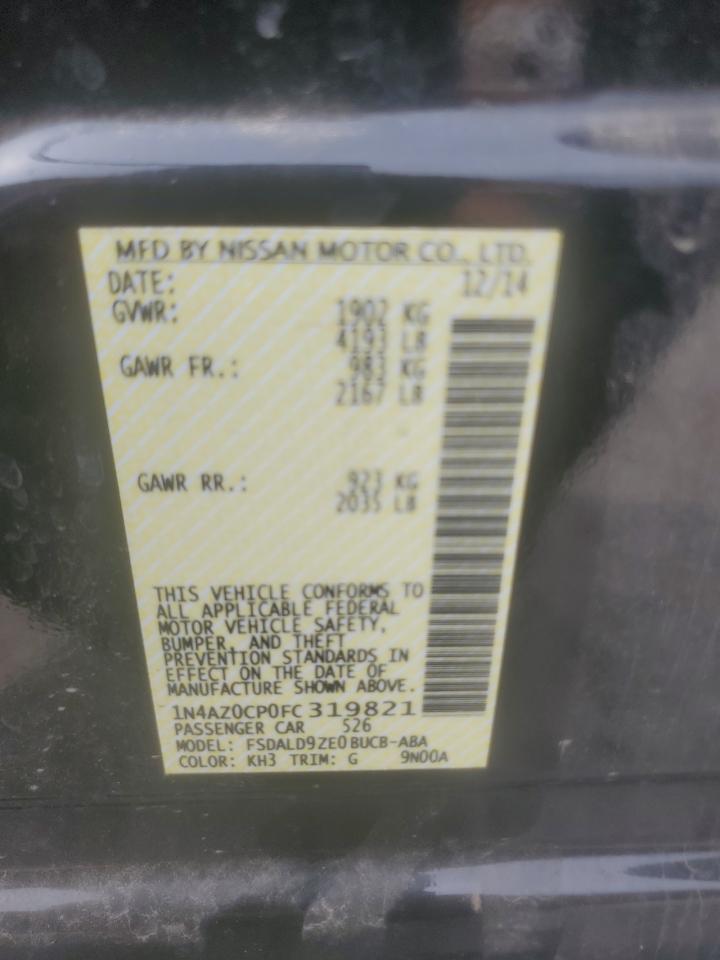 MFD BY NISSAN MOTOR CO., LTD.
DATE: 12/14
GVWR: 1902 KG
4193 LB
GAWR FR.: 983 KG
2167 LB
GAWR RR.: 923 KG
2035 LB
THIS VEHICLE CONFORMS TO
ALL APPLICABLE FEDERAL
MOTOR VEHICLE SAFETY,
BUMPER, AND THEFT
PREVENTION STANDARDS IN
EFFECT ON THE DATE OF
MANUFACTURE SHOWN ABOVE.
1N4AZ0CP0FC319821
PASSENGER CAR 526
MODEL: FSDALD9ZE0BUCB-ABA
COLOR: KH3 TRIM: G 9N00A